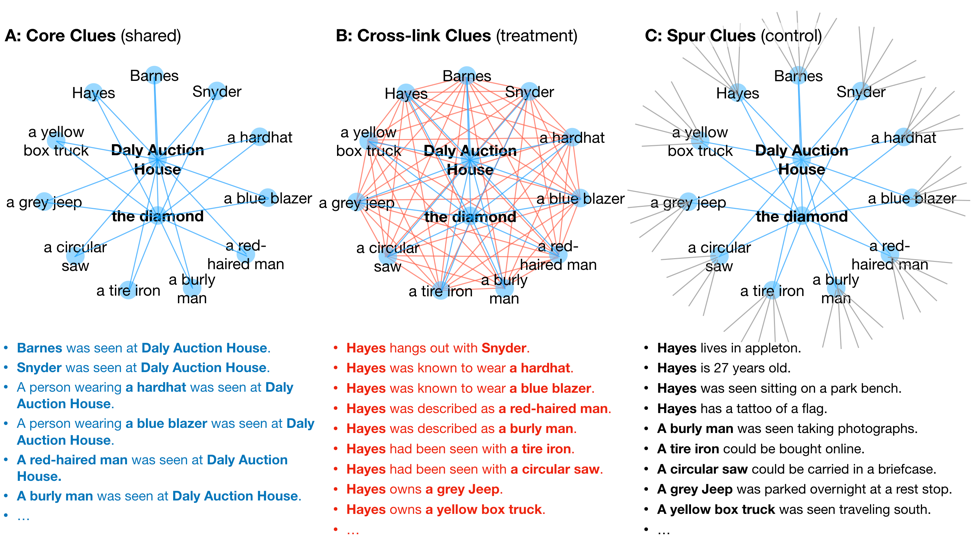 A: Core Clues (shared)
Barnes
Hayes
Snyder
a yellow
box truck
a hardhat
Daly Auction
House
a grey jeep
a blue blazer
the diamond
a circular
saw
a red-
haired man
a tire iron
a burly
man
• Barnes was seen at Daly Auction House.
• Snyder was seen at Daly Auction House.
• A person wearing a hardhat was seen at Daly
Auction House.
• A person wearing a blue blazer was seen at Daly
Auction House.
• A red-haired man was seen at Daly Auction
House.
• A burly man was seen at Daly Auction House.
• …
B: Cross-link Clues (treatment)
Barnes
Hayes
Snyder
a yellow
box truck
a hardhat
Daly Auction
House
a grey jeep
a blue blazer
the diamond
a circular
saw
a red-
haired man
a tire iron
a burly
man
• Hayes hangs out with Snyder.
• Hayes was known to wear a hardhat.
• Hayes was known to wear a blue blazer.
• Hayes was described as a red-haired man.
• Hayes was described as a burly man.
• Hayes had been seen with a tire iron.
• Hayes had been seen with a circular saw.
• Hayes owns a grey Jeep.
• Hayes owns a yellow box truck.
• …
C: Spur Clues (control)
Barnes
Hayes
Snyder
a yellow
box truck
a hardhat
Daly Auction
House
a grey jeep
a blue blazer
the diamond
a circular
saw
a red-
haired man
a tire iron
a burly
man
• Hayes lives in appleton.
• Hayes is 27 years old.
• Hayes was seen sitting on a park bench.
• Hayes has a tattoo of a flag.
• A burly man was seen taking photographs.
• A tire iron could be bought online.
• A circular saw could be carried in a briefcase.
• A grey Jeep was parked overnight at a rest stop.
• A yellow box truck was seen traveling south.
• …